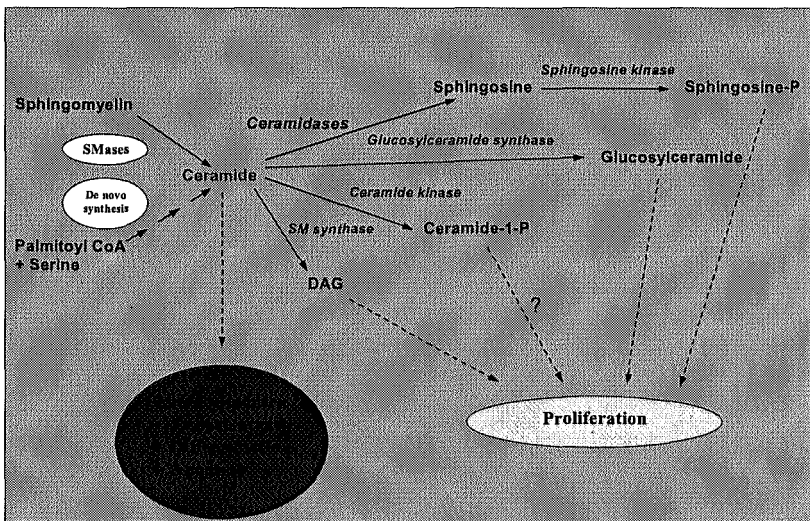 Sphingomyelin
SMases
De novo
synthesis
Palmitoyl CoA
+ Serine
Ceramide
Ceramidases
Sphingosine
Sphingosine kinase
Sphingosine-P
Glucosylceramide synthase
Glucosylceramide
Ceramide kinase
Ceramide-1-P
SM synthase
DAG
?
Proliferation